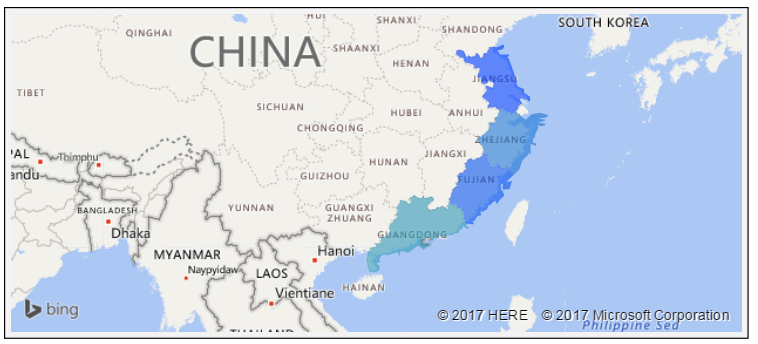 HUI
SHANXI
SHANDONG
SOUTH KOREA
QINGHAI
CHINA
SHAANXI
HENAN
JIANGSU
TIBET
SICHUAN
HUBEI
ANHUI
CHONGQING
ZHEJIANG
PAL
Thimphu
HUNAN
JIANGXI
andu
GUIZHOU
FUJIAN
BANGLADESH
YUNNAN
GUANGXI
ZHUANG
Dhaka
GUANGDONG
MYANMAR
Hanoi
Naypyidaw
LAOS
HAINAN
Vientiane
bing
© 2017 HERE © 2017 Microsoft Corporation
Philippine Sea
THAILAND